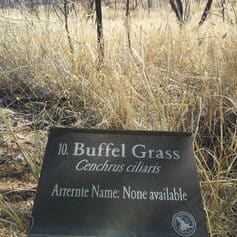 10. Buffel Grass
Cenchrus ciliaris
Arrernte Name: None available